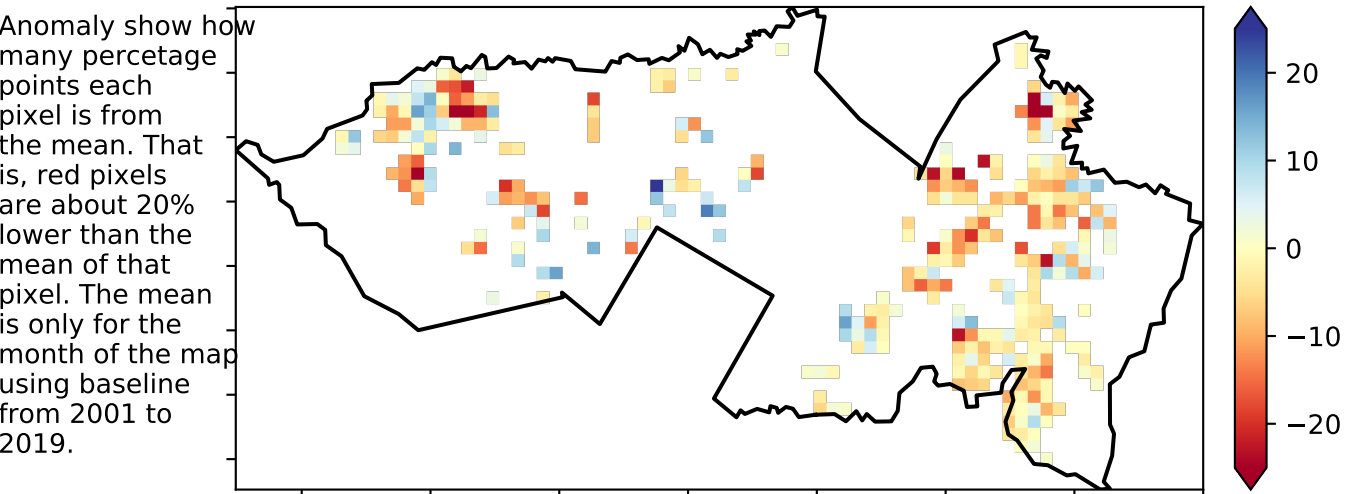 Anomaly show how
many percetage
points each
pixel is from
the mean. That
is, red pixels
are about 20%
lower than the
mean of that
pixel. The mean
is only for the
month of the map
using baseline
from 2001 to
2019.
20
10
0
−10
−20